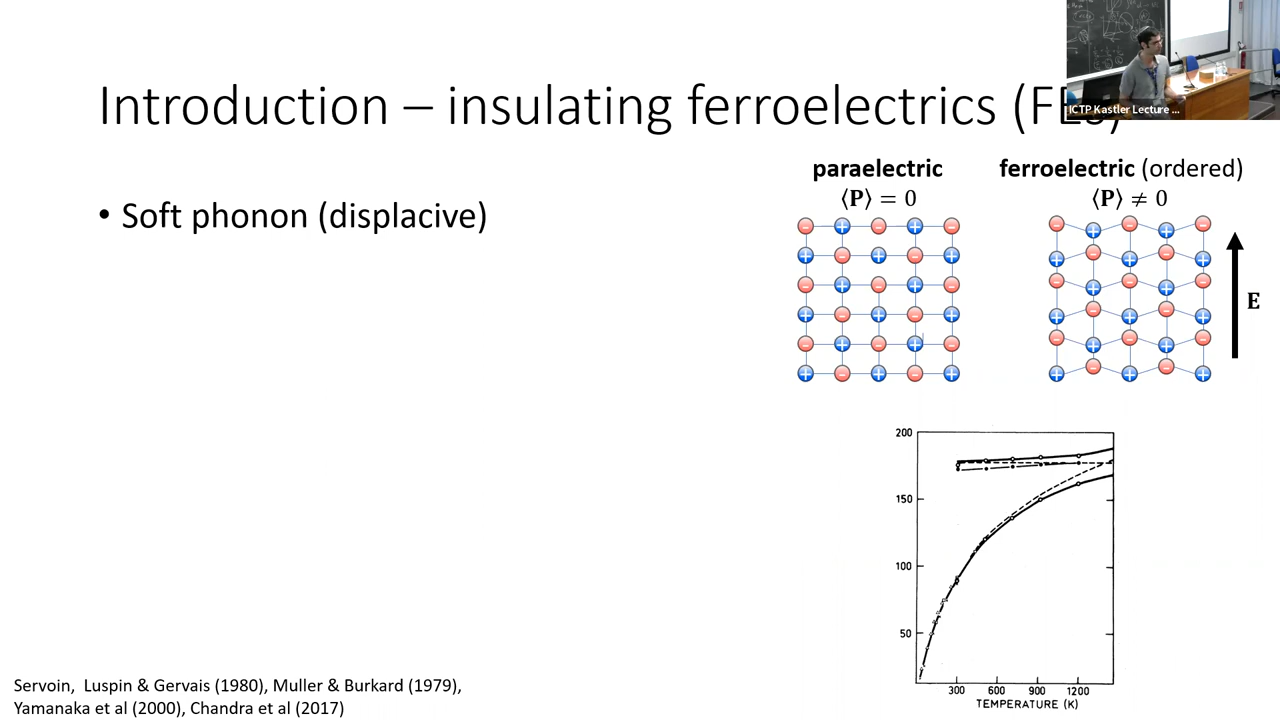 Introduction – insulating ferroelectrics (FEs)
ICTP Kastler Lecture ...
• Soft phonon (displacive)
paraelectric
⟨P⟩ = 0
ferroelectric (ordered)
⟨P⟩ ≠ 0
E
200
150
100
50
300 600 900 1200
TEMPERATURE (K)
Servoin, Luspin & Gervais (1980), Muller & Burkard (1979),
Yamanaka et al (2000), Chandra et al (2017)